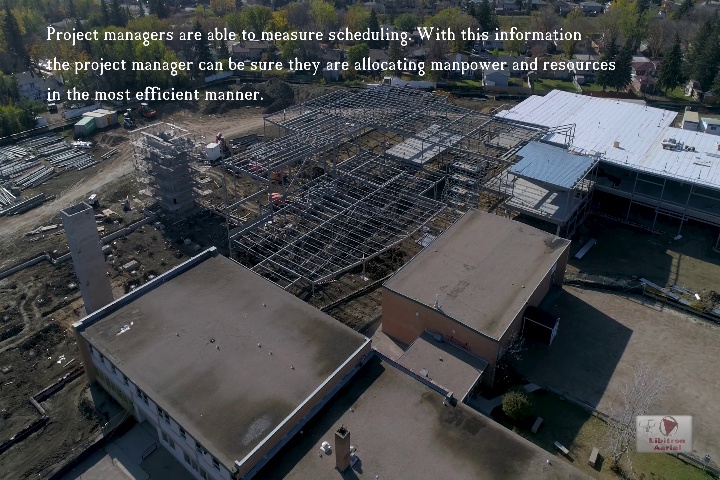 Project managers are able to measure scheduling. With this information
the project manager can be sure they are allocating manpower and resources
in the most efficient manner.
Libitron
Aerial